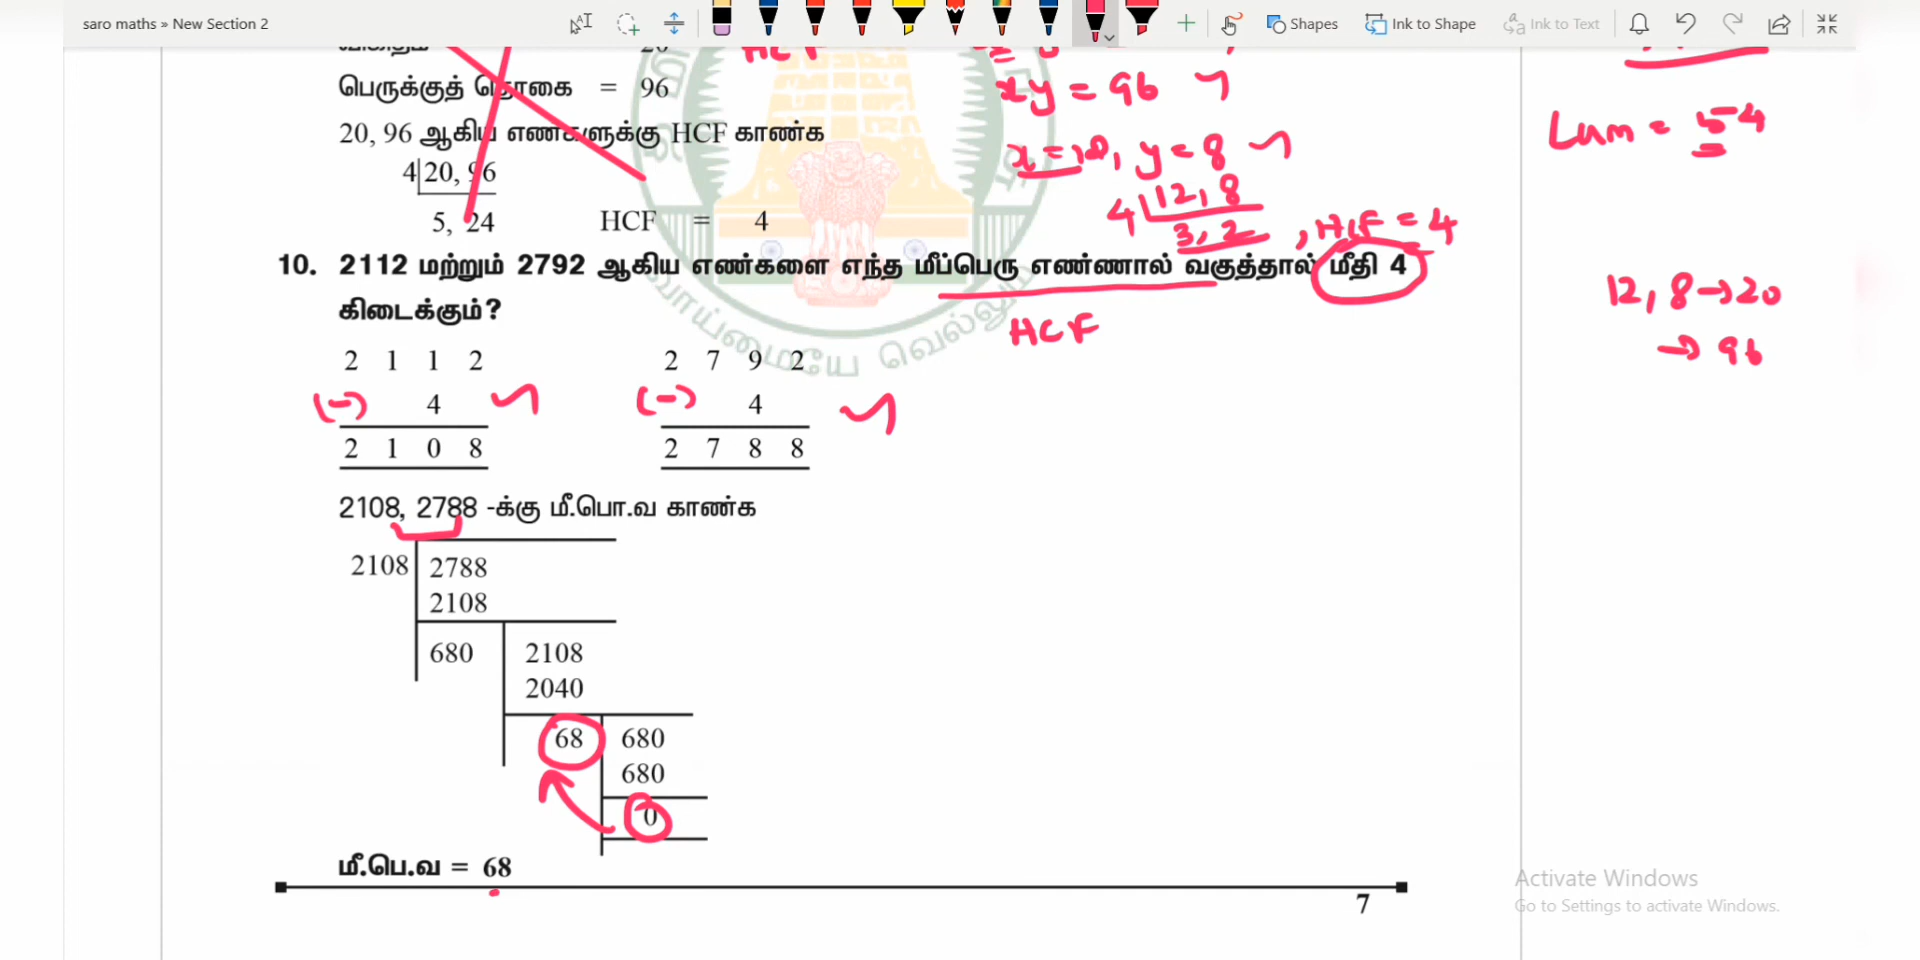 saro maths » New Section 2
Shapes
Ink to Shape
Ink to Text
பெருக்குத் தொகை = 96
xy = 96
20, 96 ஆகிய எண்களுக்கு HCF காண்க
Lcm = 54
y = 8
4 20, 96
4 12, 8
5, 24
HCF = 4
3, 2 , HCF = 4
10. 2112 மற்றும் 2792 ஆகிய எண்களை எந்த மீப்பெரு எண்ணால் வகுத்தால் மீதி 4
கிடைக்கும்?
HCF
12, 8 → 20
→ 96
வாய்மையே வெல்லும்
2 1 1 2
2 7 9 2
(-) 4
(-) 4
2 1 0 8
2 7 8 8
2108, 2788 -க்கு மீ.பொ.வ காண்க
2108 2788
2108
680 2108
2040
68 680
680
0
மீ.பெ.வ = 68
7
Activate Windows
Go to Settings to activate Windows.